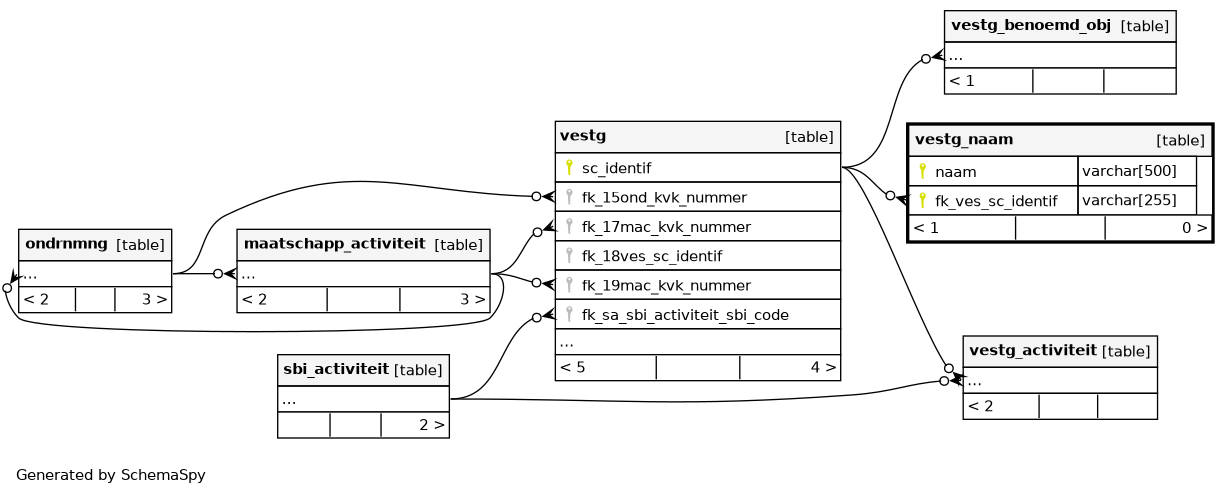 vestg_benoemd_obj [table]
...
< 1
vestg_naam [table]
naam varchar[500]
fk_ves_sc_identif varchar[255]
< 1 0 >
vestg [table]
sc_identif
fk_15ond_kvk_nummer
fk_17mac_kvk_nummer
fk_18ves_sc_identif
fk_19mac_kvk_nummer
fk_sa_sbi_activiteit_sbi_code
...
< 5 4 >
ondrnmng [table]
...
< 2 3 >
maatschapp_activiteit [table]
...
< 2 3 >
sbi_activiteit [table]
...
2 >
vestg_activiteit [table]
...
< 2
Generated by SchemaSpy